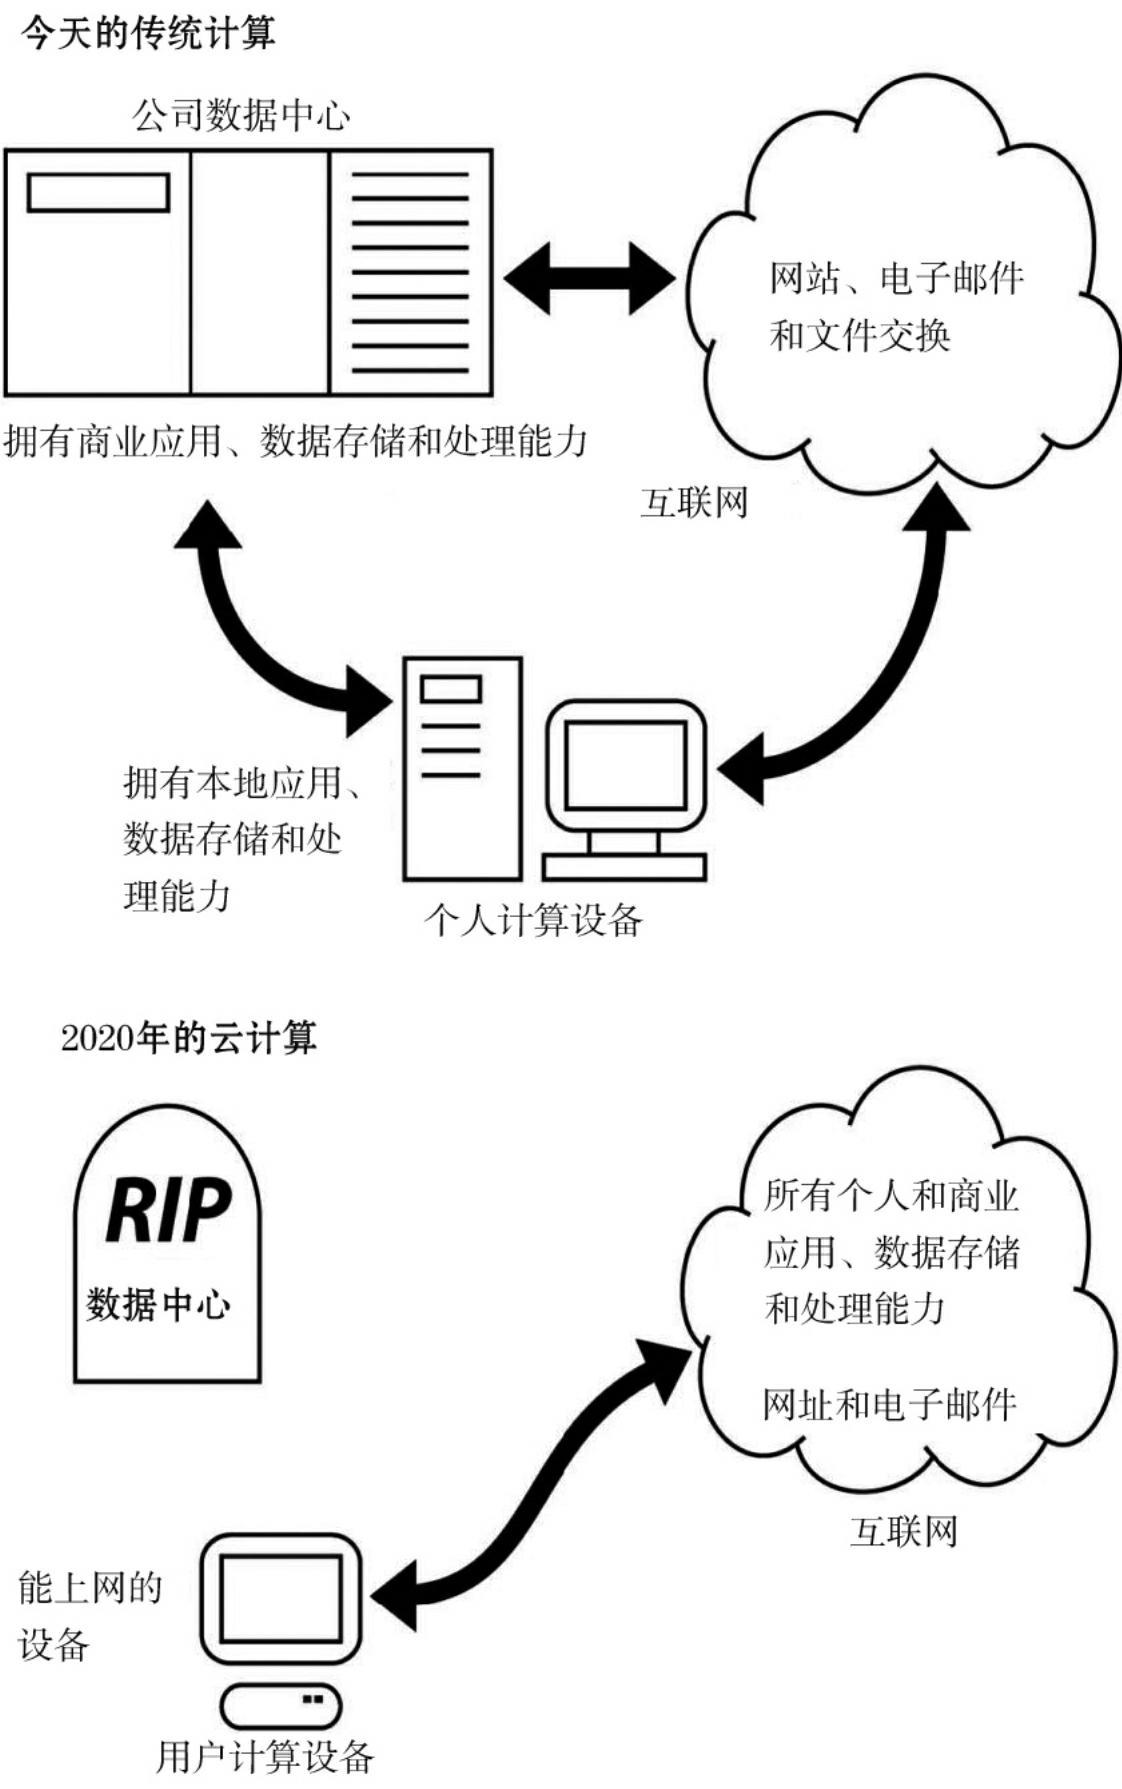 今天的传统计算
公司数据中心
网站、电子邮件
和文件交换
拥有商业应用、数据存储和处理能力
互联网
拥有本地应用、
数据存储和处
理能力
个人计算设备
2020年的云计算
RIP
数据中心
所有个人和商业
应用、数据存储
和处理能力
网址和电子邮件
互联网
能上网的
设备
用户计算设备